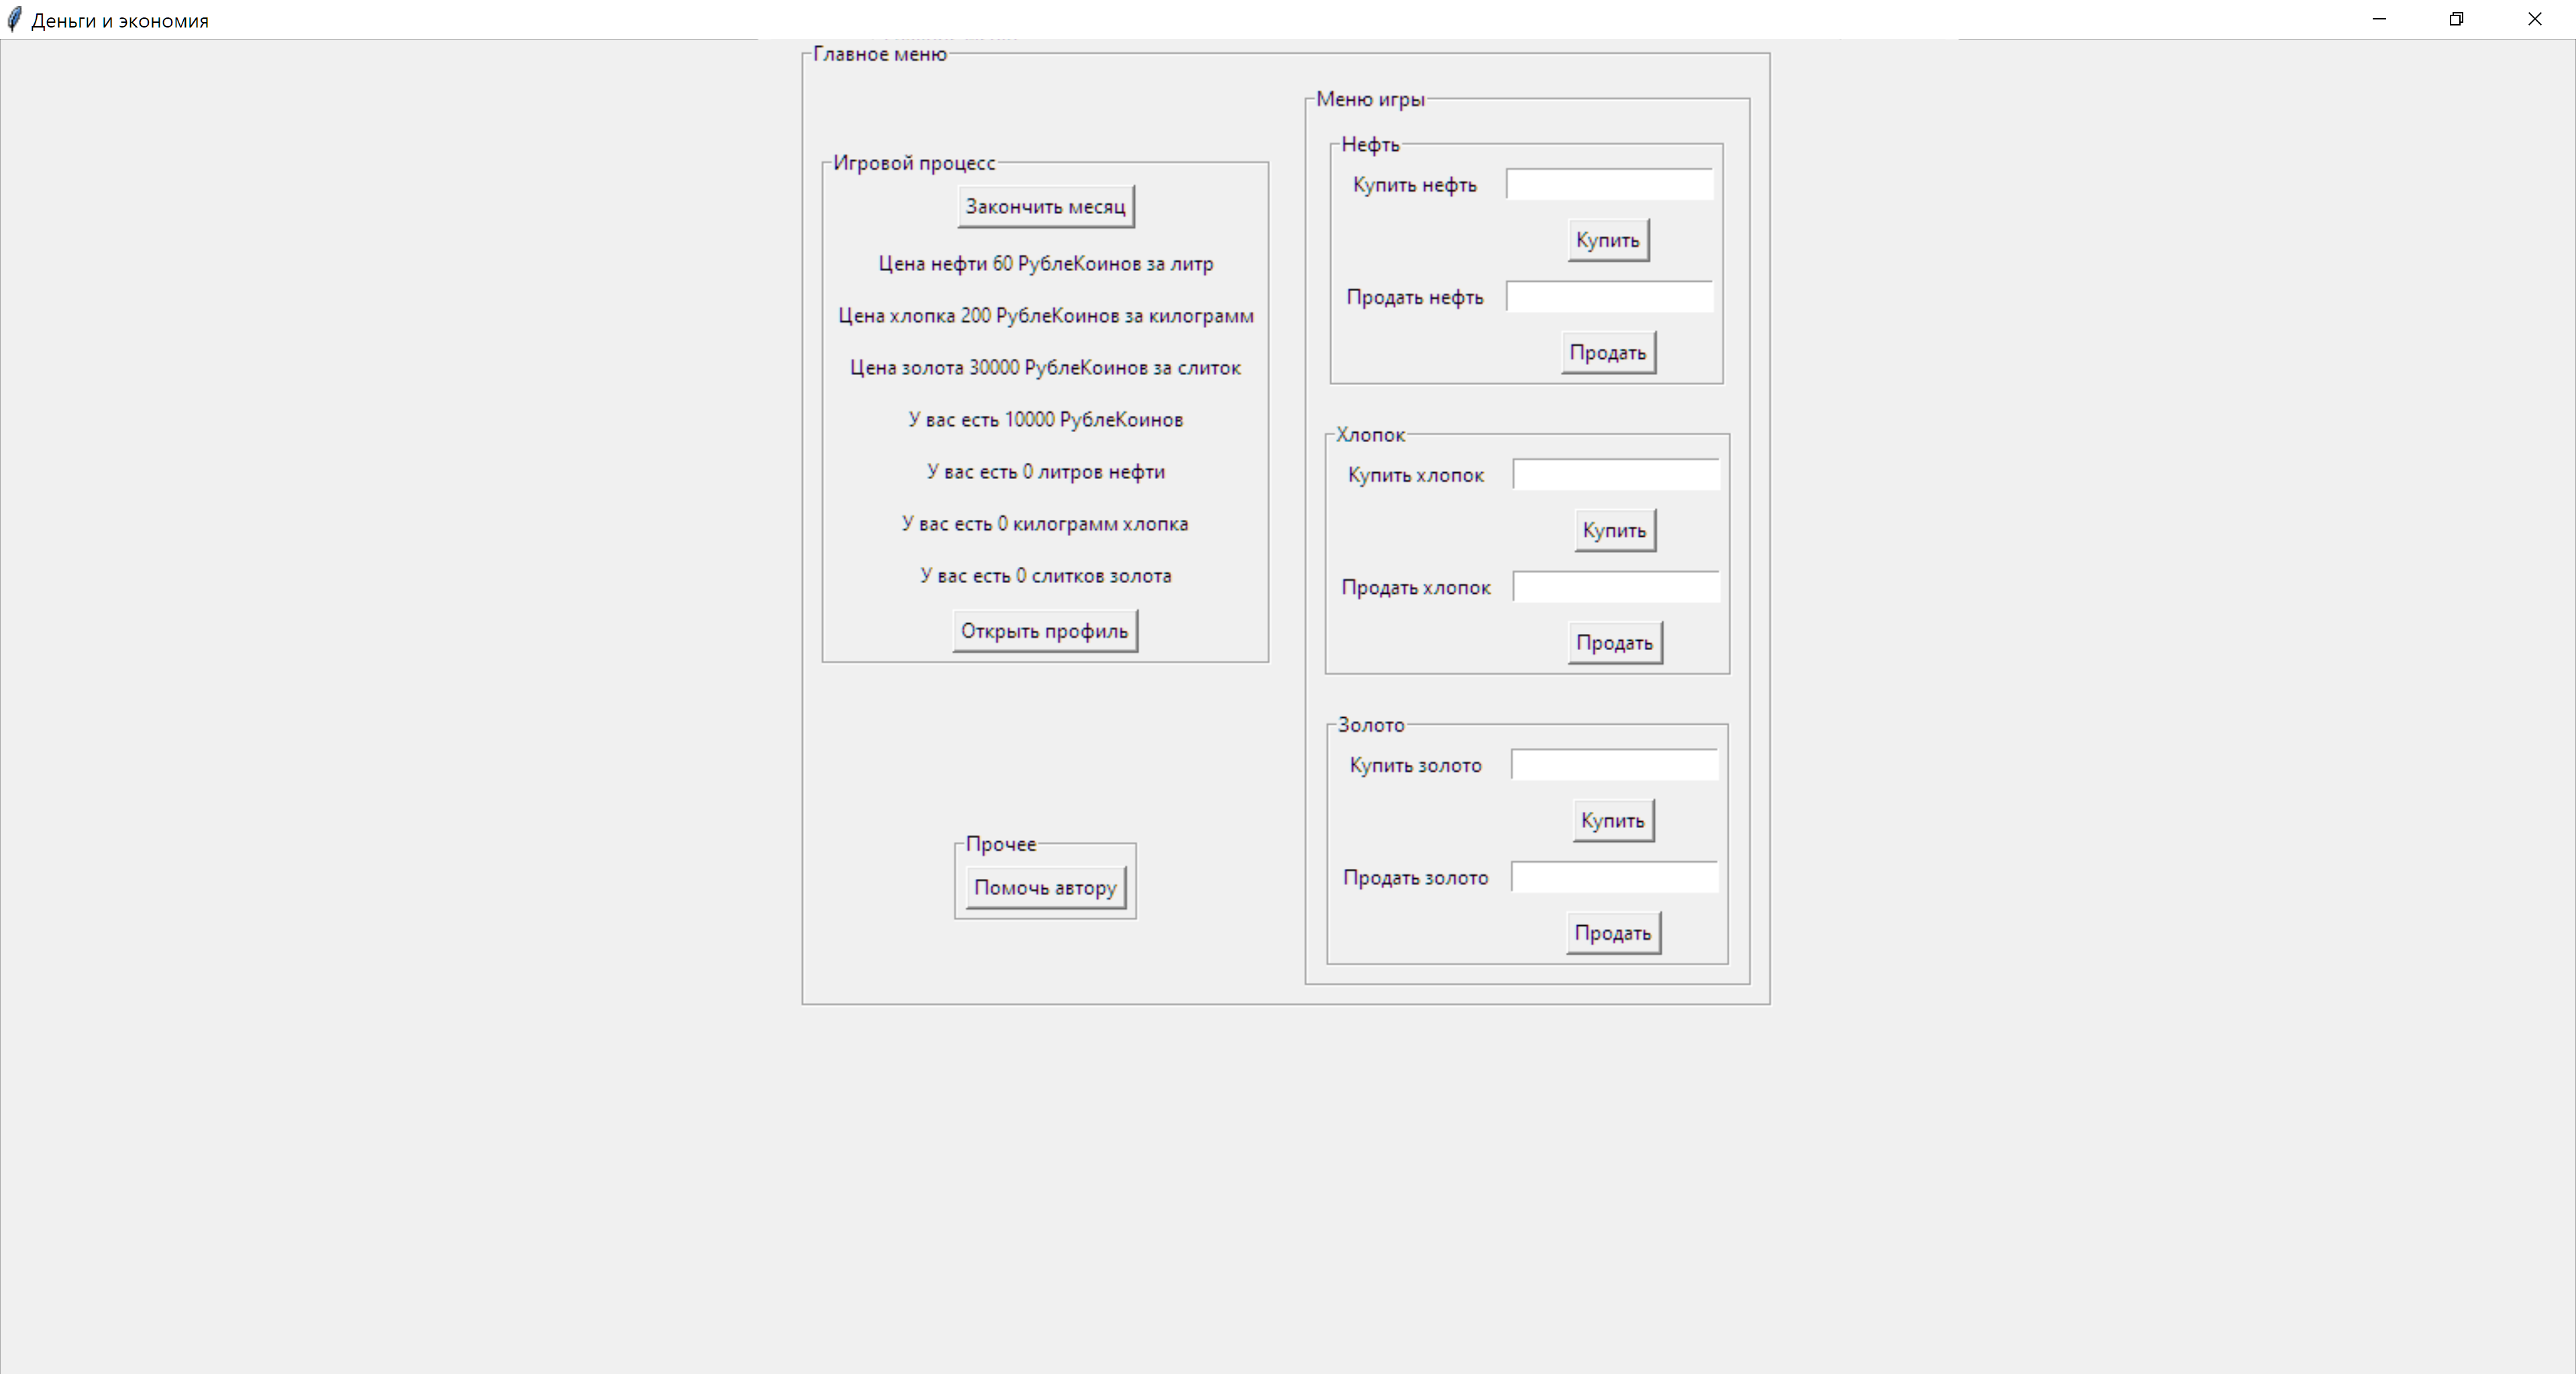 Деньги и экономия
Главное меню
Игровой процесс
Закончить месяц
Цена нефти 60 РублеКоинов за литр
Цена хлопка 200 РублеКоинов за килограмм
Цена золота 30000 РублеКоинов за слиток
У вас есть 10000 РублеКоинов
У вас есть 0 литров нефти
У вас есть 0 килограмм хлопка
У вас есть 0 слитков золота
Открыть профиль
Прочее
Помочь автору
Меню игры
Нефть
Купить нефть
Купить
Продать нефть
Продать
Хлопок
Купить хлопок
Купить
Продать хлопок
Продать
Золото
Купить золото
Купить
Продать золото
Продать